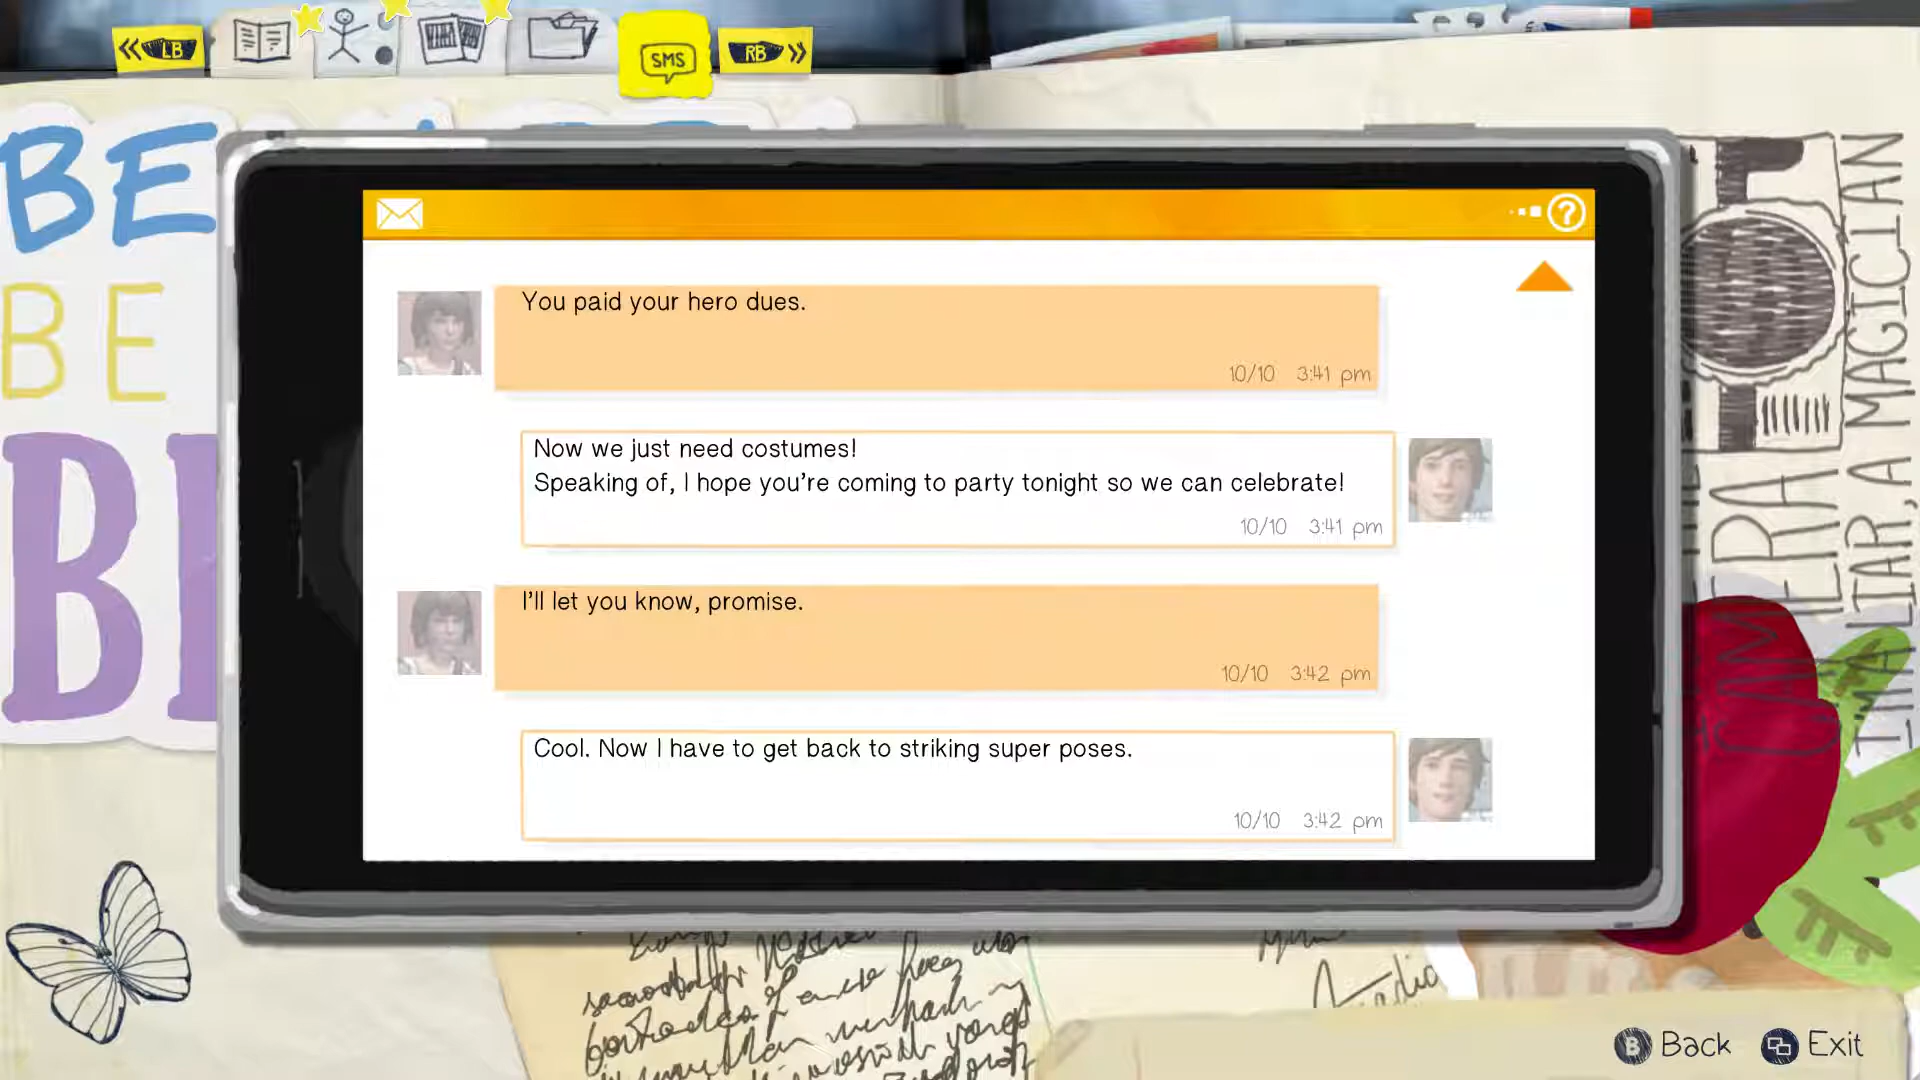 LB
SMS
RB
BE
BE
You paid your hero dues.
10/10 3:41 pm
Now we just need costumes!
Speaking of, I hope you're coming to party tonight so we can celebrate!
10/10 3:41 pm
I'll let you know, promise.
10/10 3:42 pm
Cool. Now I have to get back to striking super poses.
10/10 3:42 pm
LIAR, A MAGICIAN
B Back
Exit